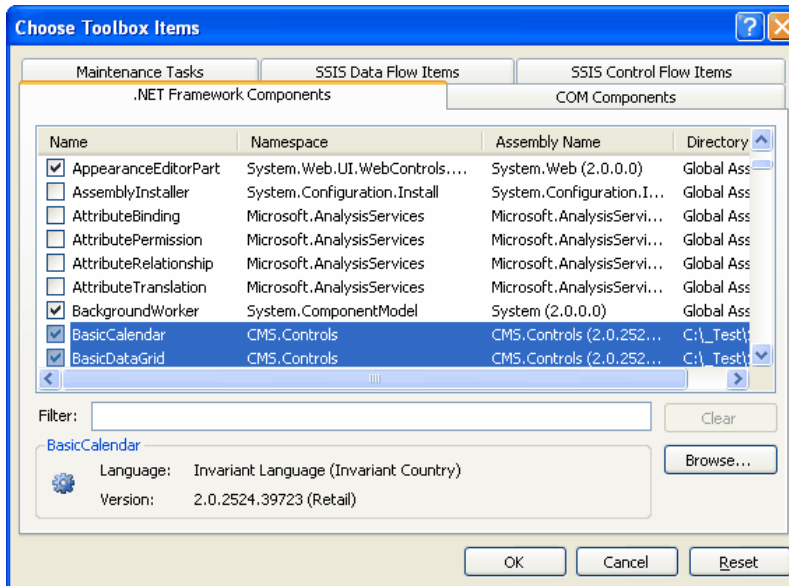 Choose Toolbox Items
Maintenance Tasks SSIS Data Flow Items SSIS Control Flow Items
.NET Framework Components COM Components
Name Namespace Assembly Name Directory
AppearanceEditorPart System.Web.UI.WebControls.... System.Web (2.0.0.0) Global Ass
AssemblyInstaller System.Configuration.Install System.Configuration.I... Global Ass
AttributeBinding Microsoft.AnalysisServices Microsoft.AnalysisServi... Global Ass
AttributePermission Microsoft.AnalysisServices Microsoft.AnalysisServi... Global Ass
AttributeRelationship Microsoft.AnalysisServices Microsoft.AnalysisServi... Global Ass
AttributeTranslation Microsoft.AnalysisServices Microsoft.AnalysisServi... Global Ass
BackgroundWorker System.ComponentModel System (2.0.0.0) Global Ass
BasicCalendar CMS.Controls CMS.Controls (2.0.252... C:\_Test\
BasicDataGrid CMS.Controls CMS.Controls (2.0.252... C:\_Test\
Filter: Clear
BasicCalendar
Browse...
Language: Invariant Language (Invariant Country)
Version: 2.0.2524.39723 (Retail)
OK Cancel Reset